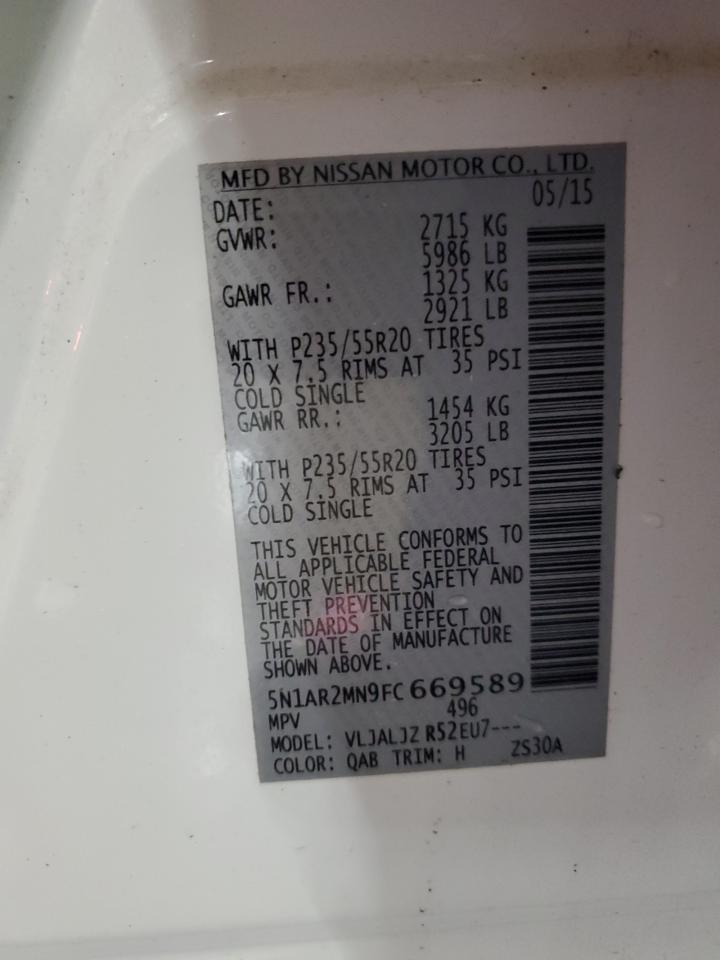 MFD BY NISSAN MOTOR CO., LTD.
DATE: 05/15
GVWR: 2715 KG
5986 LB
GAWR FR.: 1325 KG
2921 LB
WITH P235/55R20 TIRES
20 X 7.5 RIMS AT 35 PSI
COLD SINGLE
GAWR RR.: 1454 KG
3205 LB
WITH P235/55R20 TIRES
20 X 7.5 RIMS AT 35 PSI
COLD SINGLE
THIS VEHICLE CONFORMS TO
ALL APPLICABLE FEDERAL
MOTOR VEHICLE SAFETY AND
THEFT PREVENTION
STANDARDS IN EFFECT ON
THE DATE OF MANUFACTURE
SHOWN ABOVE.
5N1AR2MN9FC 669589
MPV 496
MODEL: VLJALJZ R52EU7---
COLOR: QAB TRIM: H ZS30A